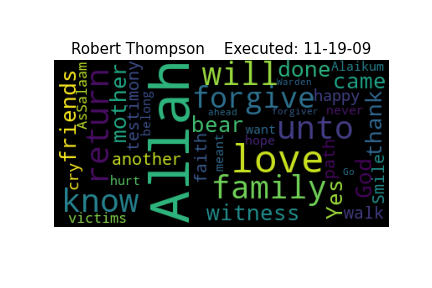 Robert Thompson    Executed: 11-19-09
friends
AsSalaam
return
mother
testimony
belong
Allah
will
done
Alaikum
Warden
came
forgive
happy
ahead
forgiver
never
thank
bear
want
unto
hope
another
faith
meant
love
path
God
smile
cry
hurt
family
Go
Yes
know
witness
walk
victims